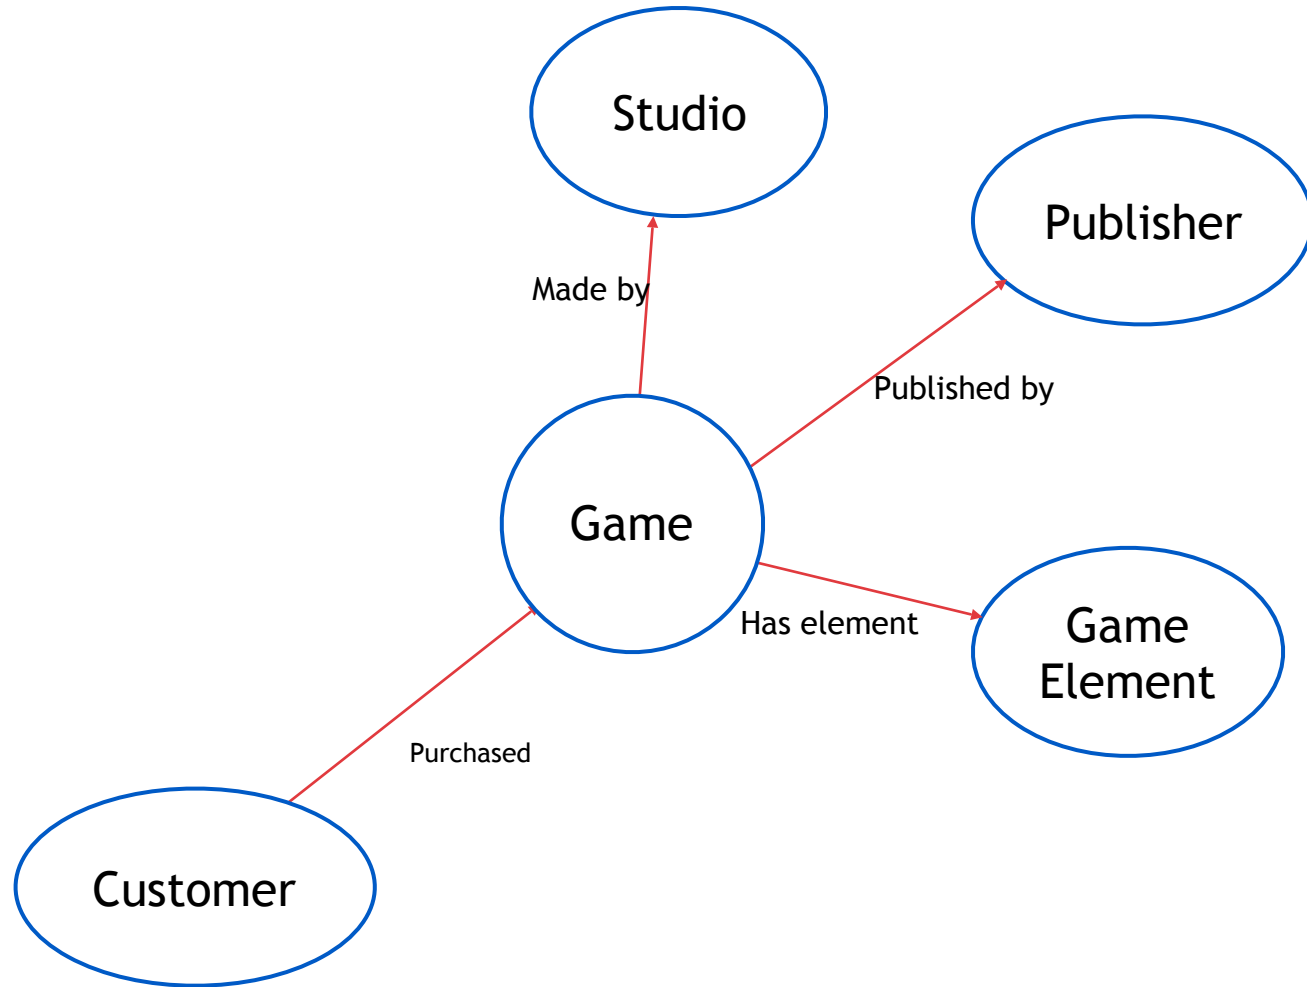 Studio
Publisher
Made by
Published by
Game
Has element
Game
Element
Purchased
Customer